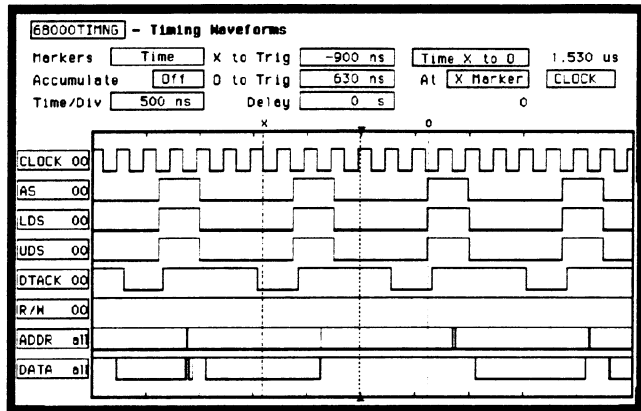 68000TIMNG - Timing Waveforms
Markers Time X to Trig -900 ns Time X to O 1.530 us
Accumulate Off O to Trig 630 ns At X Marker CLOCK
Time/Div 500 ns Delay 0 s 0
X O
CLOCK 00
AS 00
LDS 00
UDS 00
DTACK 00
R/W 00
ADDR all
DATA all